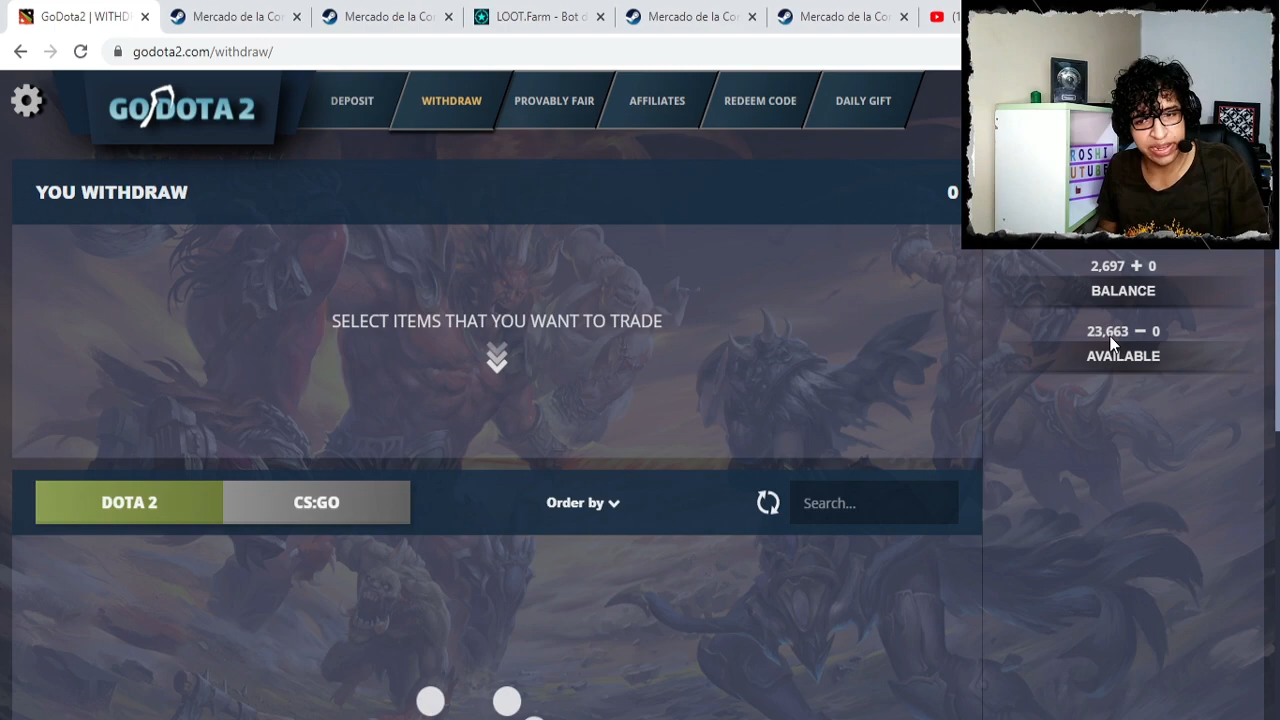 GoDota2 | WITHD
Mercado de la Co
Mercado de la Co
LOOT.Farm - Bot d
Mercado de la Co
Mercado de la Co
godota2.com/withdraw/
GODOTA 2
DEPOSIT
WITHDRAW
PROVABLY FAIR
AFFILIATES
REDEEM CODE
DAILY GIFT
YOU WITHDRAW
0
ROSHI
UTUBE
2,697 + 0
BALANCE
23,663 − 0
AVAILABLE
SELECT ITEMS THAT YOU WANT TO TRADE
DOTA 2
CS:GO
Order by
Search...